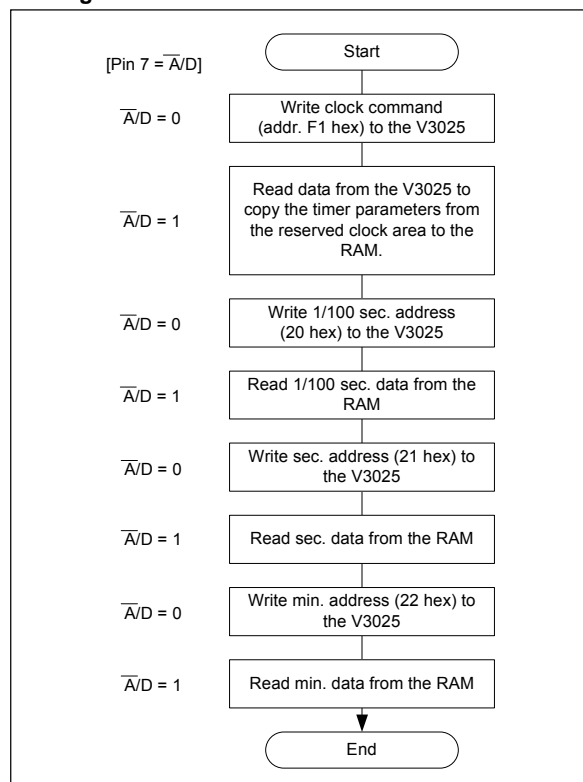 Start
[Pin 7 = A̅/D]
A̅/D = 0
Write clock command
(addr. F1 hex) to the V3025
A̅/D = 1
Read data from the V3025 to
copy the timer parameters from
the reserved clock area to the
RAM.
A̅/D = 0
Write 1/100 sec. address
(20 hex) to the V3025
A̅/D = 1
Read 1/100 sec. data from the
RAM
A̅/D = 0
Write sec. address (21 hex) to
the V3025
A̅/D = 1
Read sec. data from the RAM
A̅/D = 0
Write min. address (22 hex) to
the V3025
A̅/D = 1
Read min. data from the RAM
End